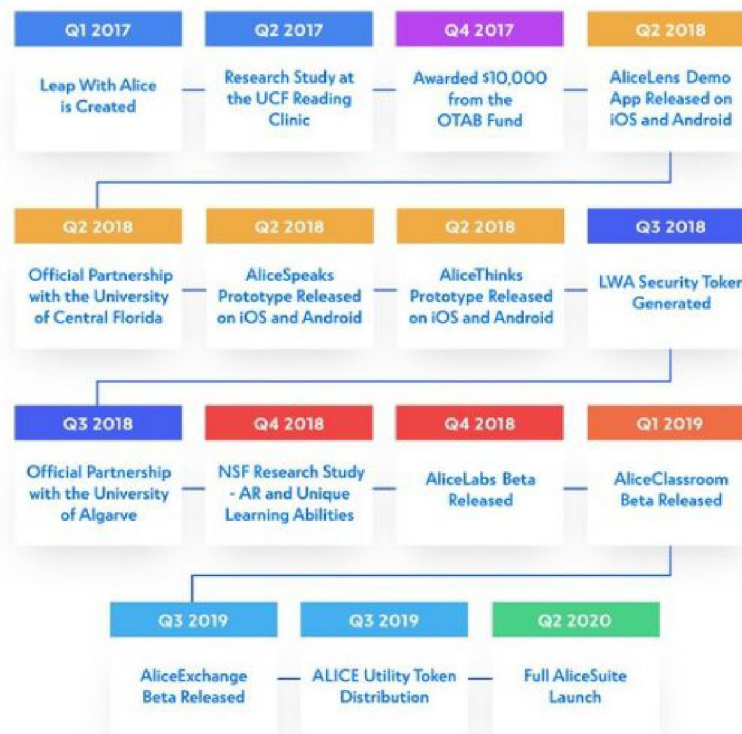 Q1 2017
Leap With Alice
is Created
Q2 2017
Research Study at
the UCF Reading
Clinic
Q4 2017
Awarded $10,000
from the
OTAB Fund
Q2 2018
AliceLens Demo
App Released on
iOS and Android
Q2 2018
Official Partnership
with the University
of Central Florida
Q2 2018
AliceSpeaks
Prototype Released
on iOS and Android
Q2 2018
AliceThinks
Prototype Released
on iOS and Android
Q3 2018
LWA Security Token
Generated
Q3 2018
Official Partnership
with the University
of Algarve
Q4 2018
NSF Research Study
- AR and Unique
Learning Abilities
Q4 2018
AliceLabs Beta
Released
Q1 2019
AliceClassroom
Beta Released
Q3 2019
AliceExchange
Beta Released
Q3 2019
ALICE Utility Token
Distribution
Q2 2020
Full AliceSuite
Launch